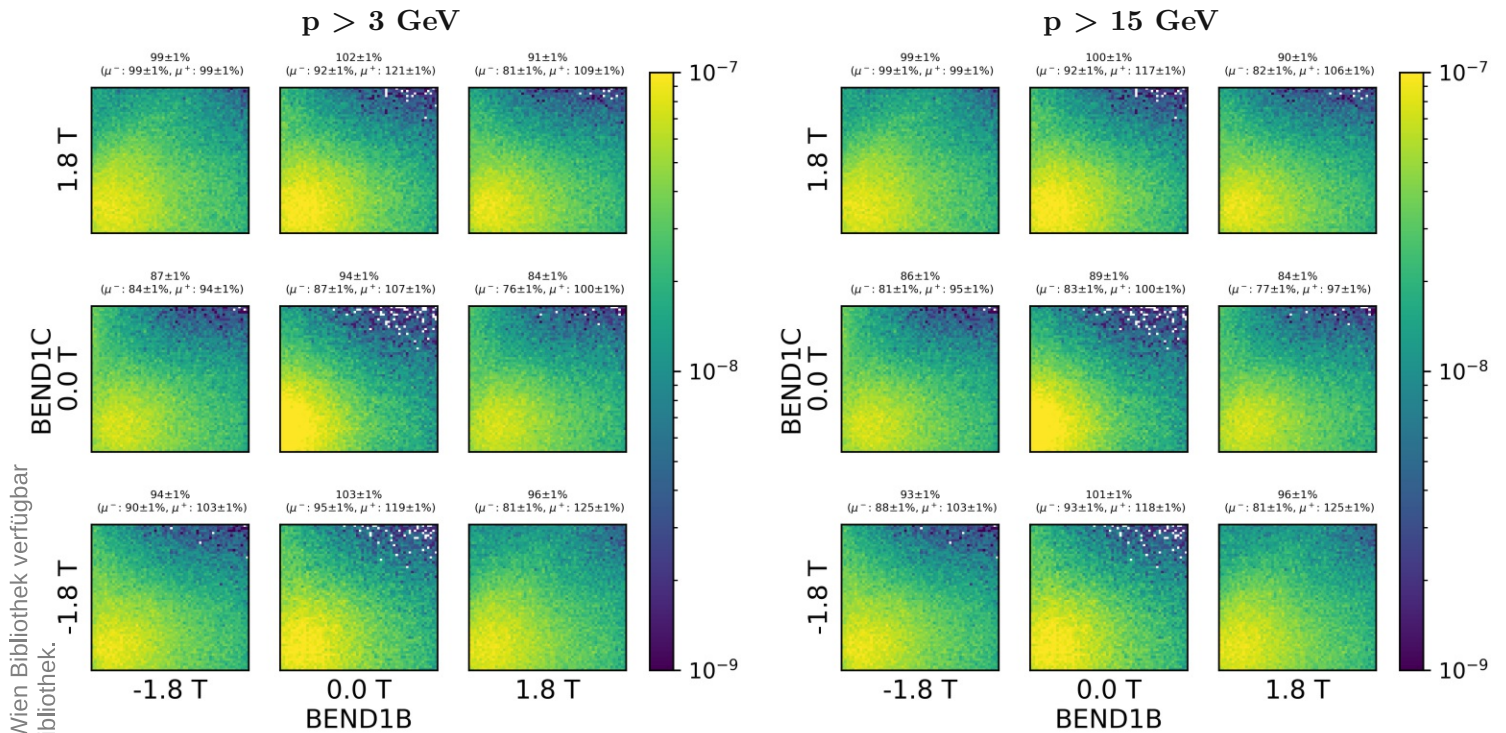 p > 3 GeV
99±1%
(μ⁻: 99±1%, μ⁺: 99±1%)
102±1%
(μ⁻: 92±1%, μ⁺: 121±1%)
91±1%
(μ⁻: 81±1%, μ⁺: 109±1%)
1.8 T
87±1%
(μ⁻: 84±1%, μ⁺: 94±1%)
94±1%
(μ⁻: 87±1%, μ⁺: 107±1%)
84±1%
(μ⁻: 76±1%, μ⁺: 100±1%)
BEND1C
0.0 T
94±1%
(μ⁻: 90±1%, μ⁺: 103±1%)
103±1%
(μ⁻: 95±1%, μ⁺: 119±1%)
96±1%
(μ⁻: 81±1%, μ⁺: 125±1%)
-1.8 T
-1.8 T
0.0 T
1.8 T
BEND1B
10⁻⁷
10⁻⁸
10⁻⁹
p > 15 GeV
99±1%
(μ⁻: 99±1%, μ⁺: 99±1%)
100±1%
(μ⁻: 92±1%, μ⁺: 117±1%)
90±1%
(μ⁻: 82±1%, μ⁺: 106±1%)
1.8 T
86±1%
(μ⁻: 81±1%, μ⁺: 95±1%)
89±1%
(μ⁻: 83±1%, μ⁺: 100±1%)
84±1%
(μ⁻: 77±1%, μ⁺: 97±1%)
BEND1C
0.0 T
93±1%
(μ⁻: 88±1%, μ⁺: 103±1%)
101±1%
(μ⁻: 93±1%, μ⁺: 118±1%)
96±1%
(μ⁻: 81±1%, μ⁺: 125±1%)
-1.8 T
-1.8 T
0.0 T
1.8 T
BEND1B
10⁻⁷
10⁻⁸
10⁻⁹
Wien Bibliothek verfügbar
bliothek.